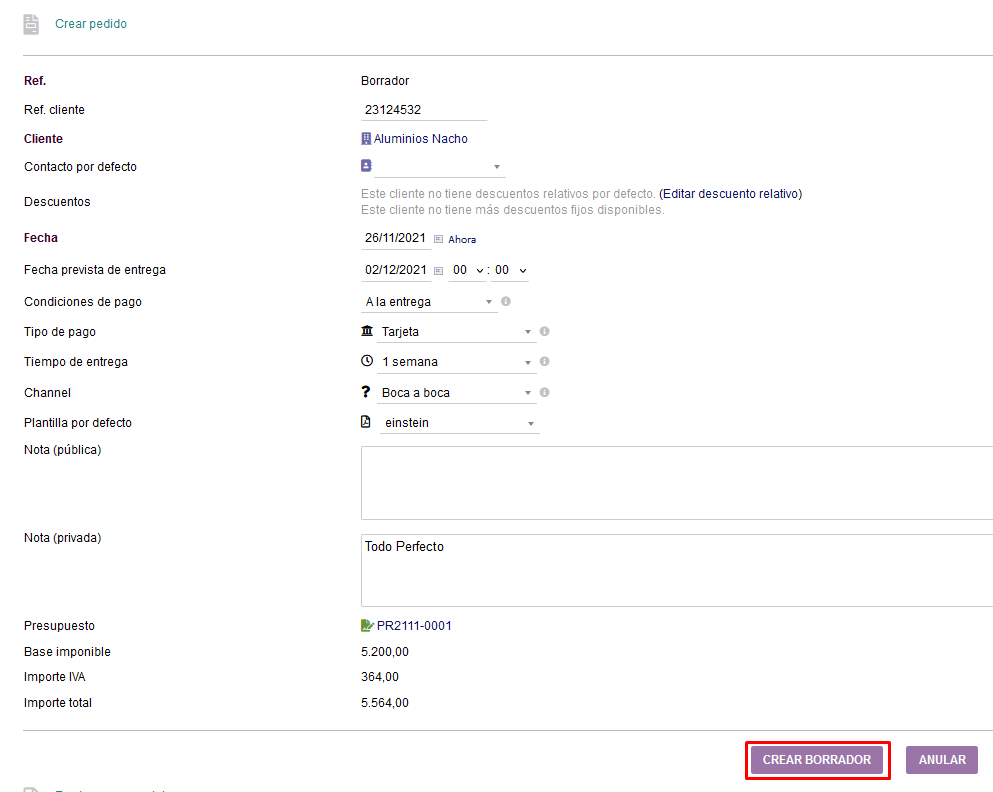 Crear pedido
Ref. Borrador
Ref. cliente 23124532
Cliente Aluminios Nacho
Contacto por defecto
Descuentos Este cliente no tiene descuentos relativos por defecto. (Editar descuento relativo)
Este cliente no tiene más descuentos fijos disponibles.
Fecha 26/11/2021 Ahora
Fecha prevista de entrega 02/12/2021 00 : 00
Condiciones de pago A la entrega
Tipo de pago Tarjeta
Tiempo de entrega 1 semana
Channel Boca a boca
Plantilla por defecto einstein
Nota (pública)
Nota (privada) Todo Perfecto
Presupuesto PR2111-0001
Base imponible 5.200,00
Importe IVA 364,00
Importe total 5.564,00
CREAR BORRADOR ANULAR